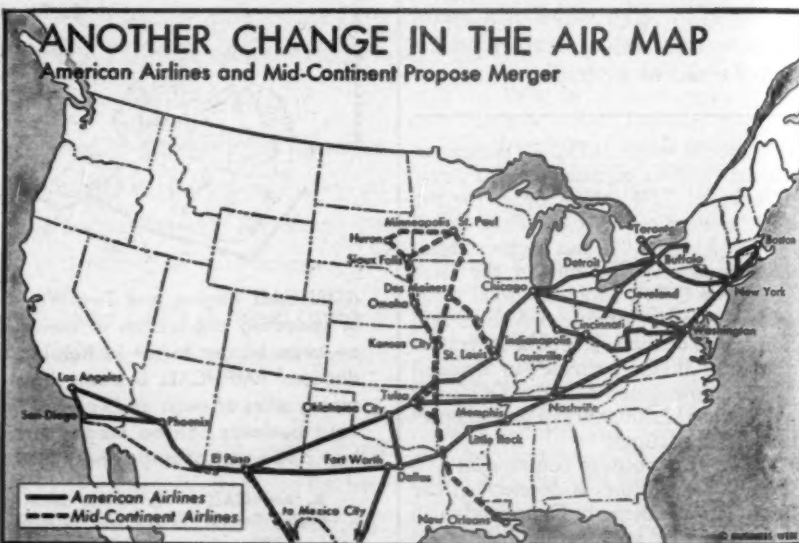 ANOTHER CHANGE IN THE AIR MAP
American Airlines and Mid-Continent Propose Merger
Minneapolis
St. Paul
Huron
Sioux Falls
Toronto
Boston
Detroit
Buffalo
Chicago
Des Moines
Omaha
Cleveland
New York
Cincinnati
Washington
Kansas City
St. Louis
Indianapolis
Louisville
Los Angeles
San Diego
Phoenix
Oklahoma City
Tulsa
Memphis
Nashville
Little Rock
El Paso
Fort Worth
Dallas
American Airlines
Mid-Continent Airlines
to Mexico City
New Orleans
© BUSINESS WEEK